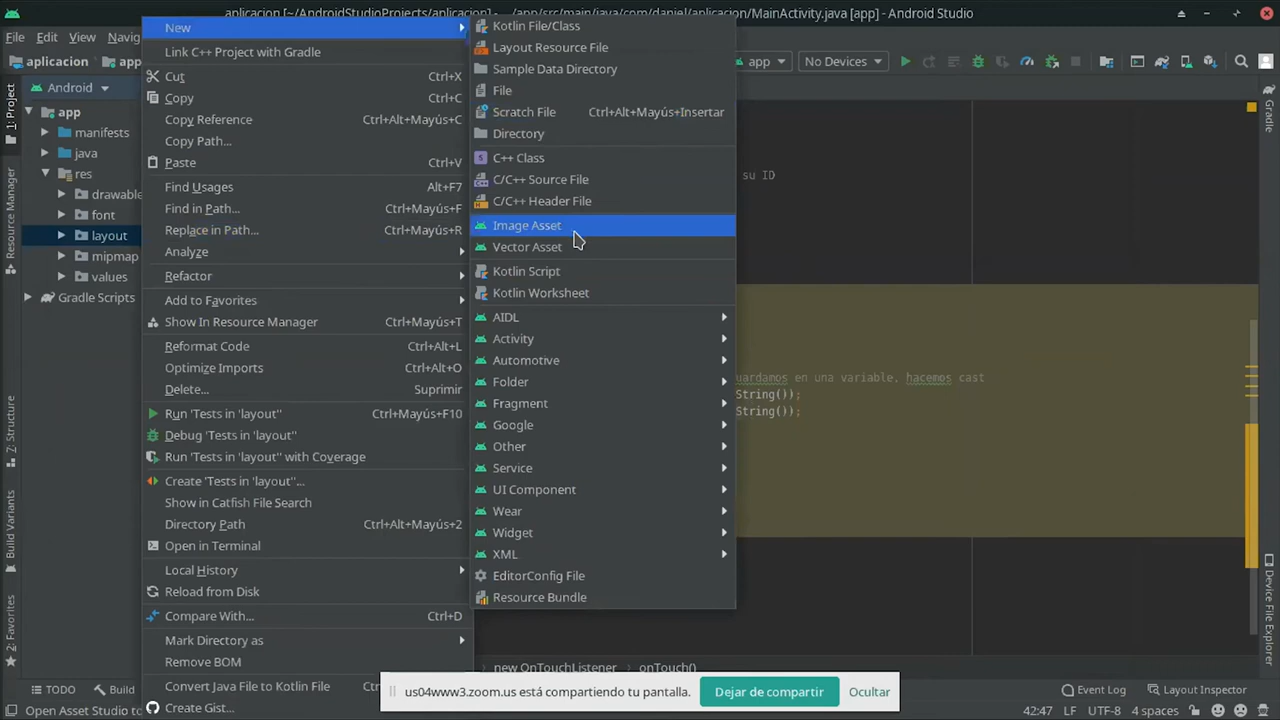 aplicacion [~/AndroidStudioProjects/aplicacion] - .../app/src/main/java/com/daniel/aplicacion/MainActivity.java [app] - Android Studio
File Edit View Navig
aplicacion app
app No Devices
Android
1: Project
Resource Manager
7: Structure
Build Variants
2: Favorites
app
manifests
java
res
drawable
font
layout
mipmap
values
Gradle Scripts
New
Link C++ Project with Gradle
Cut Ctrl+X
Copy Ctrl+C
Copy Reference Ctrl+Alt+Mayús+C
Copy Path...
Paste Ctrl+V
Find Usages Alt+F7
Find in Path... Ctrl+Mayús+F
Replace in Path... Ctrl+Mayús+R
Analyze
Refactor
Add to Favorites
Show In Resource Manager Ctrl+Mayús+T
Reformat Code Ctrl+Alt+L
Optimize Imports Ctrl+Alt+O
Delete... Suprimir
Run 'Tests in 'layout'' Ctrl+Mayús+F10
Debug 'Tests in 'layout''
Run 'Tests in 'layout'' with Coverage
Create 'Tests in 'layout''...
Show in Catfish File Search
Directory Path Ctrl+Alt+Mayús+2
Open in Terminal
Local History
Reload from Disk
Compare With... Ctrl+D
Mark Directory as
Remove BOM
Convert Java File to Kotlin File
Create Gist...
Kotlin File/Class
Layout Resource File
Sample Data Directory
File
Scratch File Ctrl+Alt+Mayús+Insertar
Directory
C++ Class
C/C++ Source File
C/C++ Header File
Image Asset
Vector Asset
Kotlin Script
Kotlin Worksheet
AIDL
Activity
Automotive
Folder
Fragment
Google
Other
Service
UI Component
Wear
Widget
XML
EditorConfig File
Resource Bundle
su ID
uardamos en una variable, hacemos cast
String());
String());
Gradle
Device File Explorer
new OnTouchListener onTouch()
us04www3.zoom.us está compartiendo tu pantalla. Dejar de compartir Ocultar
TODO Build Event Log Layout Inspector
Open Asset Studio to 42:47 LF UTF-8 4 spaces